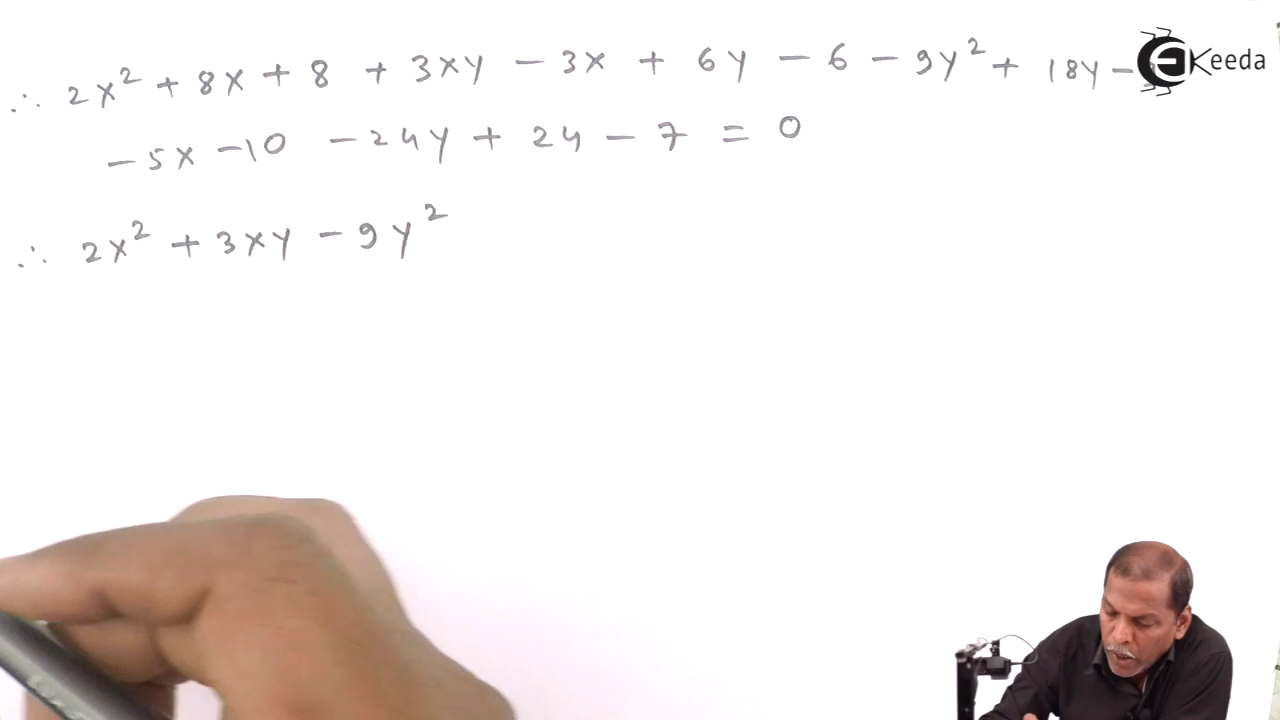 ∴ 2x² + 8x + 8 + 3xy - 3x + 6y - 6 - 9y² + 18y -
Keeda
- 5x - 10 - 24y + 24 - 7 = 0
∴ 2x² + 3xy - 9y²